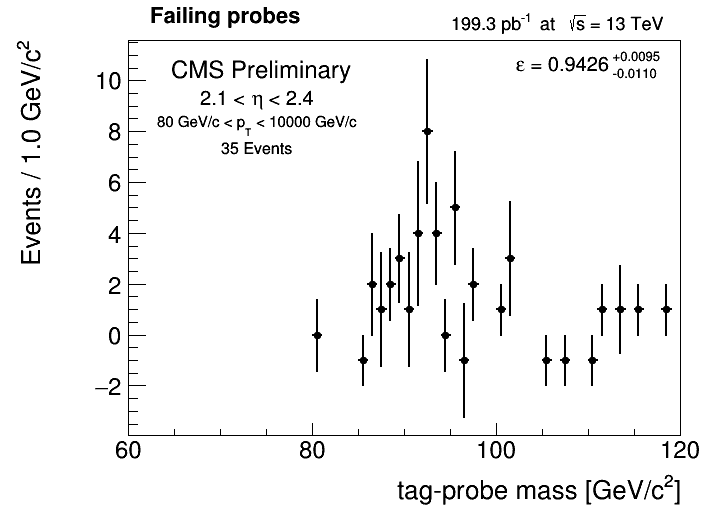 Failing probes
199.3 pb⁻¹ at √s = 13 TeV
CMS Preliminary
ε = 0.9426 +0.0095 -0.0110
2.1 < η < 2.4
80 GeV/c < p_T < 10000 GeV/c
35 Events
Events / 1.0 GeV/c²
10
8
6
4
2
0
−2
60 80 100 120
tag-probe mass [GeV/c²]